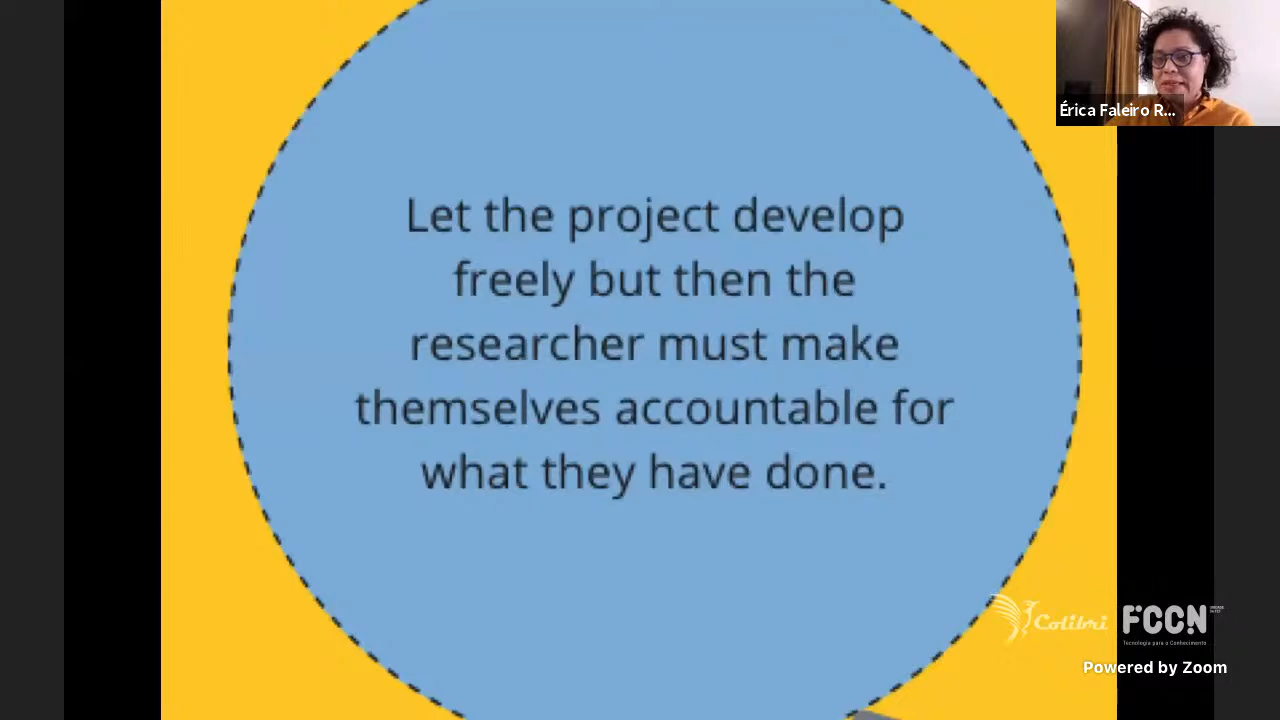 Érica Faleiro R...
Let the project develop
freely but then the
researcher must make
themselves accountable for
what they have done.
Colibri
FCCN
Tecnologia para o Conhecimento
Powered by Zoom